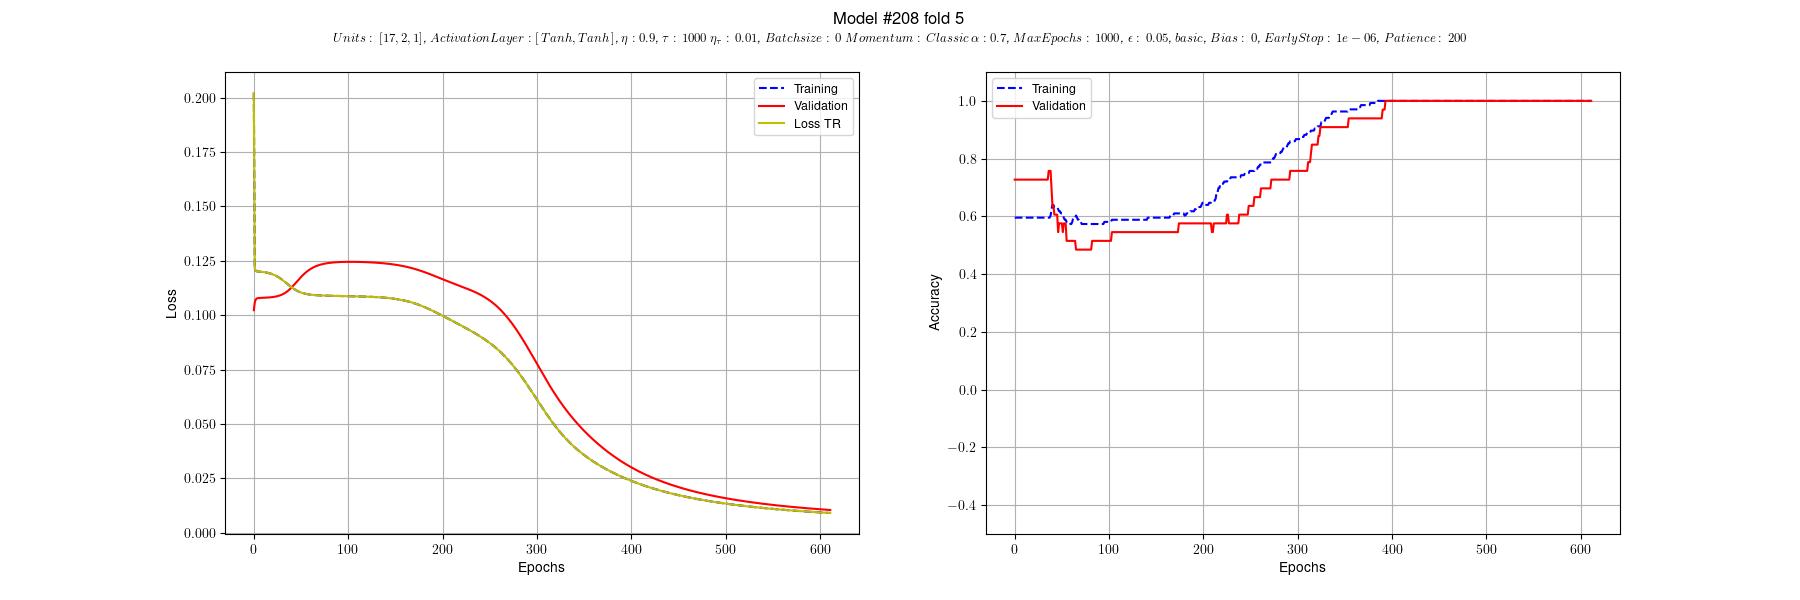 Model #208 fold 5
Units : [17, 2, 1], ActivationLayer : [Tanh, Tanh], η : 0.9, τ : 1000 ητ : 0.01, Batchsize : 0 Momentum : Classic α : 0.7, MaxEpochs : 1000, ϵ : 0.05, basic, Bias : 0, EarlyStop : 1e − 06, Patience : 200
Training
Validation
Loss TR
0.200
0.175
0.150
0.125
0.100
0.075
0.050
0.025
0.000
Loss
0 100 200 300 400 500 600
Epochs
Training
Validation
1.0
0.8
0.6
0.4
0.2
0.0
−0.2
−0.4
Accuracy
0 100 200 300 400 500 600
Epochs